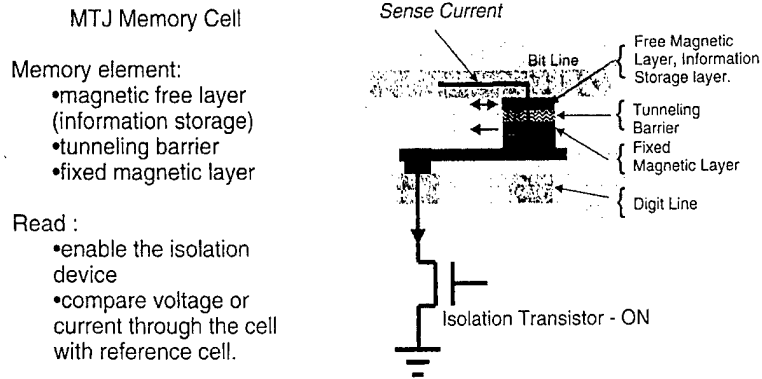 MTJ Memory Cell
Memory element:
•magnetic free layer
(information storage)
•tunneling barrier
•fixed magnetic layer
Read :
•enable the isolation
device
•compare voltage or
current through the cell
with reference cell.
Sense Current
Bit Line
Free Magnetic
Layer, Information
Storage layer.
Tunneling
Barrier
Fixed
Magnetic Layer
Digit Line
Isolation Transistor - ON